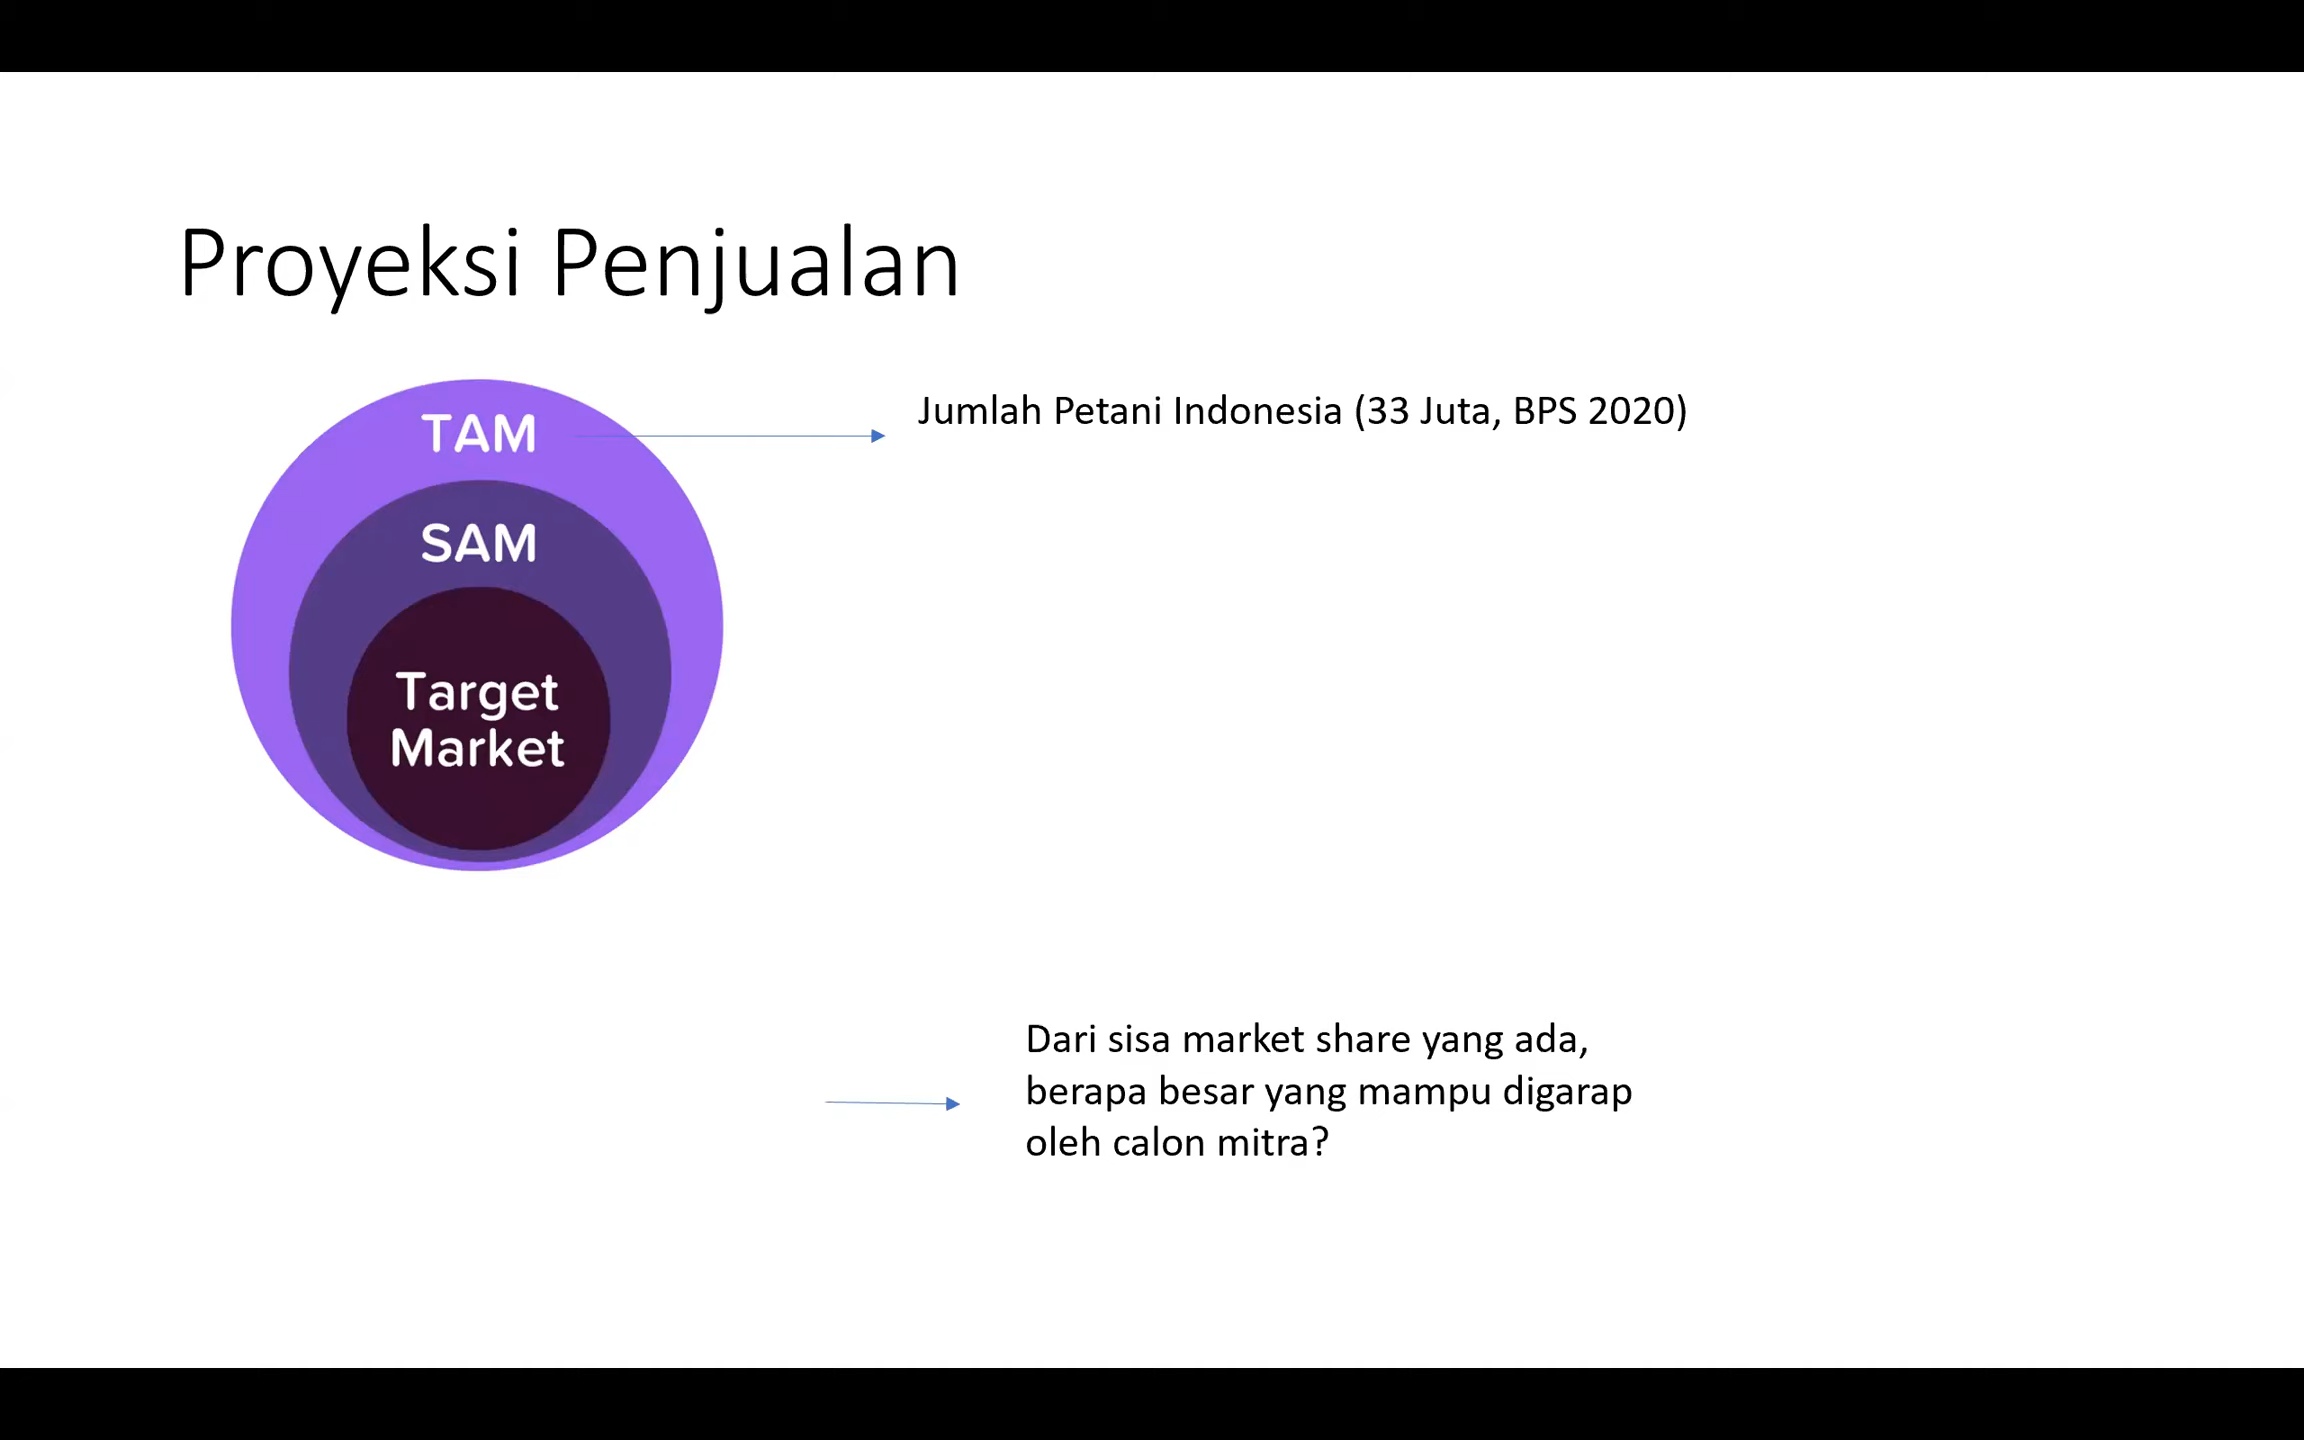 Proyeksi Penjualan
TAM
Jumlah Petani Indonesia (33 Juta, BPS 2020)
SAM
Target
Market
Dari sisa market share yang ada,
berapa besar yang mampu digarap
oleh calon mitra?